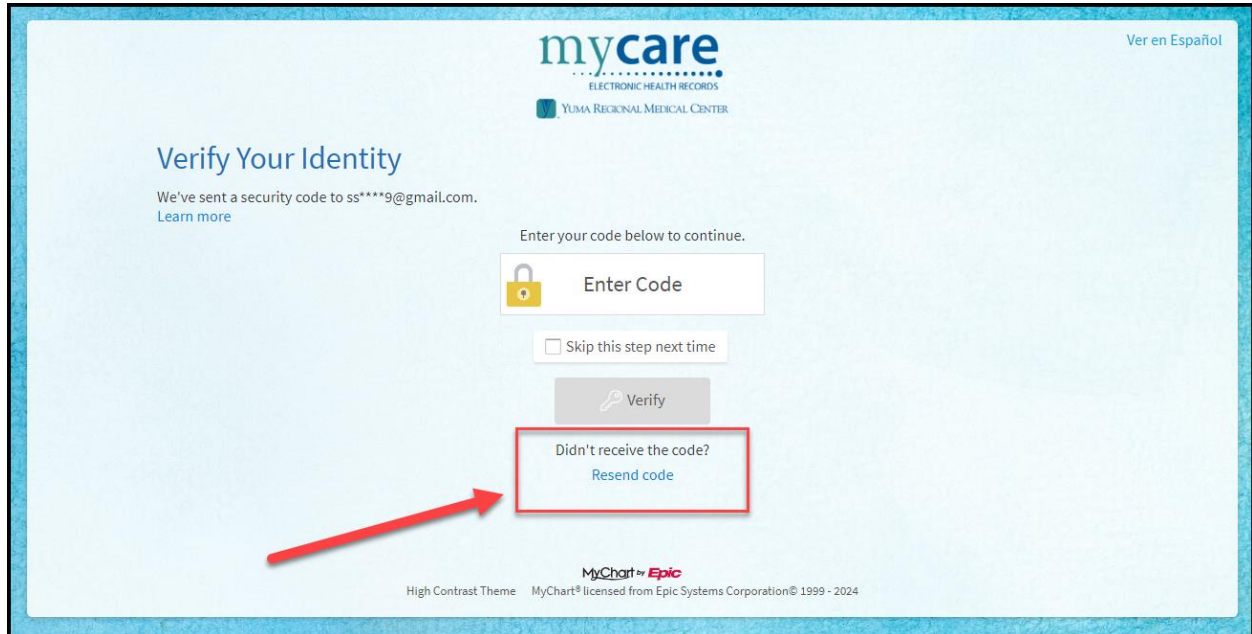 mycare
Ver en Español
ELECTRONIC HEALTH RECORDS
YUMA REGIONAL MEDICAL CENTER
Verify Your Identity
We've sent a security code to ss****9@gmail.com.
Learn more
Enter your code below to continue.
Enter Code
Skip this step next time
Verify
Didn't receive the code?
Resend code
MyChart by Epic
High Contrast Theme MyChart® licensed from Epic Systems Corporation© 1999 - 2024